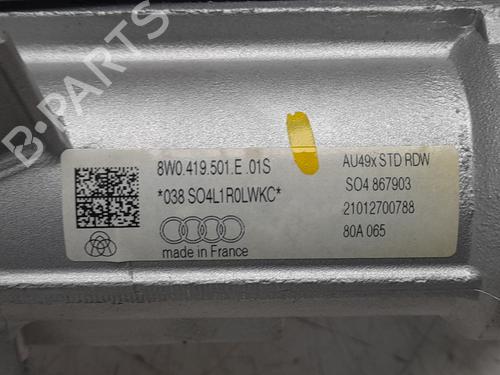 B-PARTS
8W0.419.501.E .01S
*038 SO4L1R0LWKC*
made in France
AU49x STD RDW
SO4 867903
21012700788
80A 065